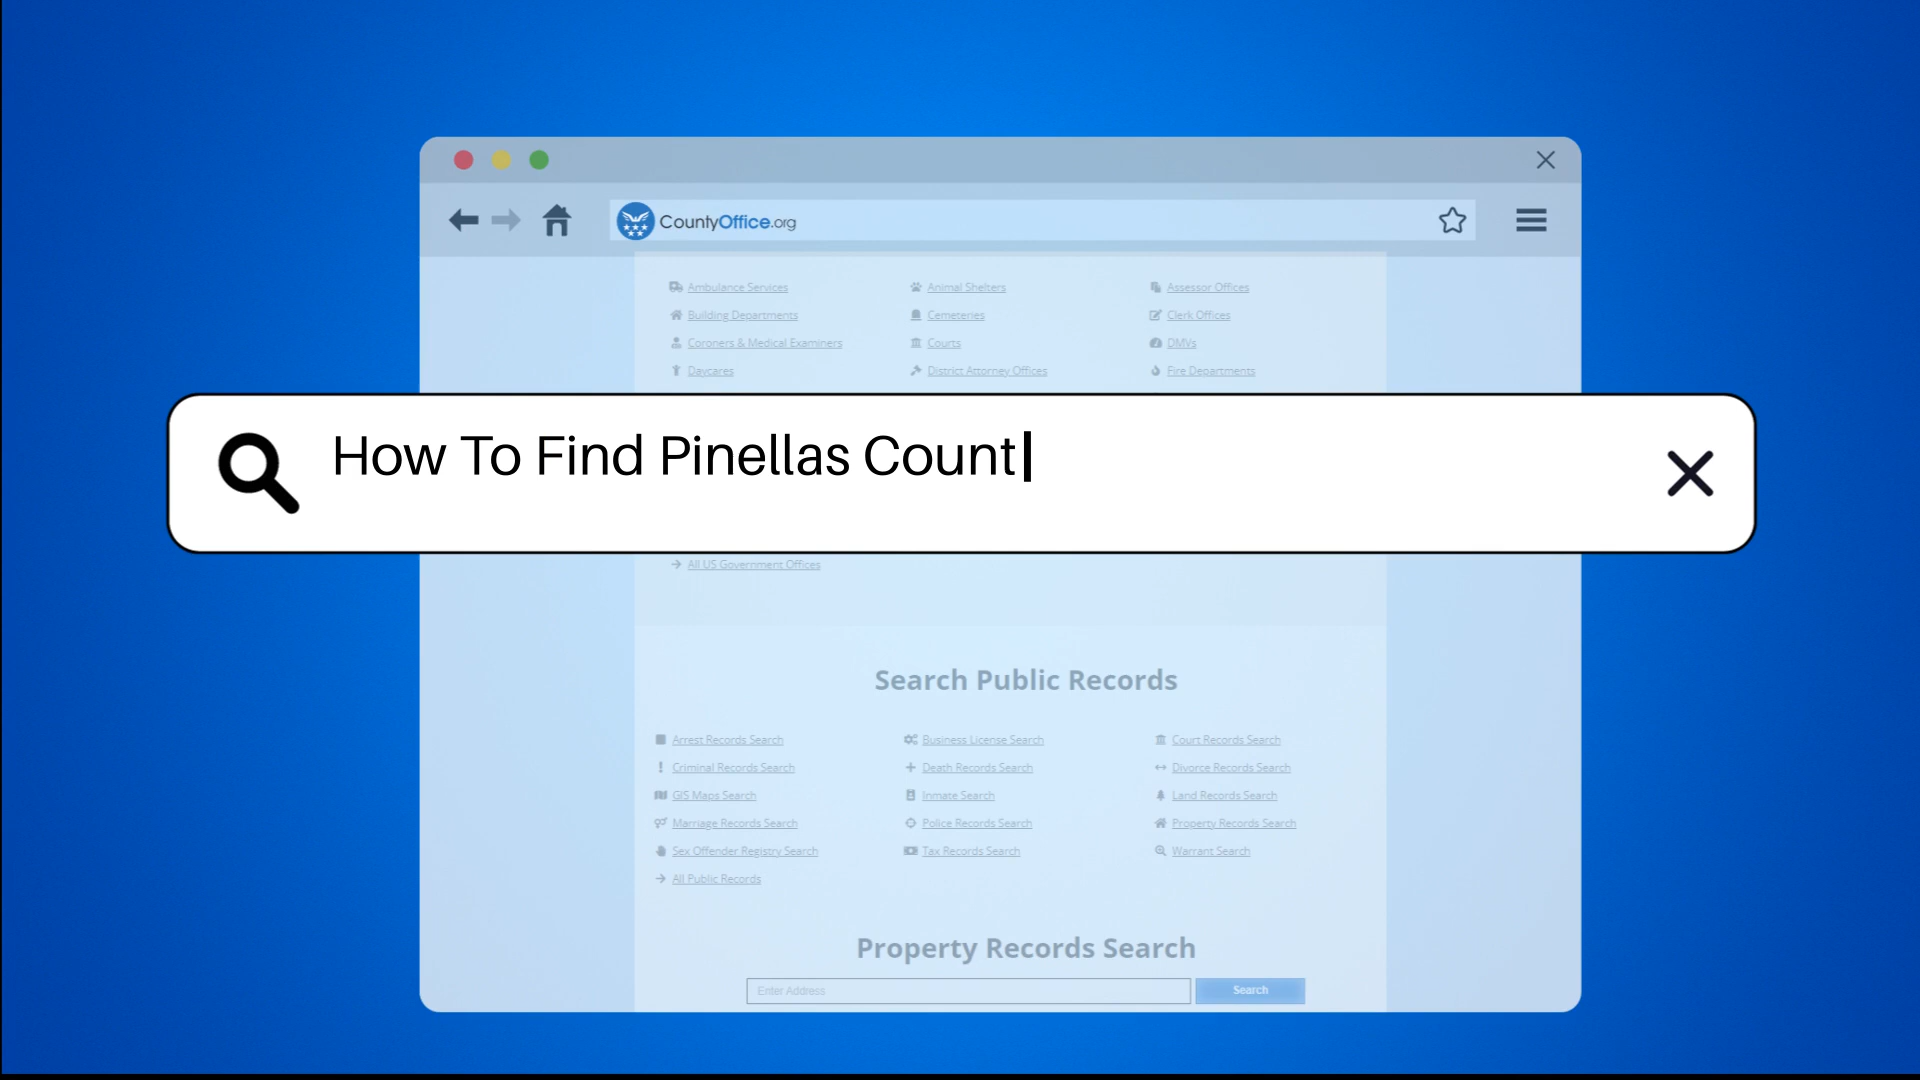 CountyOffice.org
Ambulance Services Animal Shelters Assessor Offices
Building Departments Cemeteries Clerk Offices
Coroners & Medical Examiners Courts DMVs
Daycares District Attorney Offices Fire Departments
How To Find Pinellas Count
All US Government Offices
Search Public Records
Arrest Records Search Business License Search Court Records Search
Criminal Records Search Death Records Search Divorce Records Search
GIS Maps Search Inmate Search Land Records Search
Marriage Records Search Police Records Search Property Records Search
Sex Offender Registry Search Tax Records Search Warrant Search
All Public Records
Property Records Search
Enter Address Search